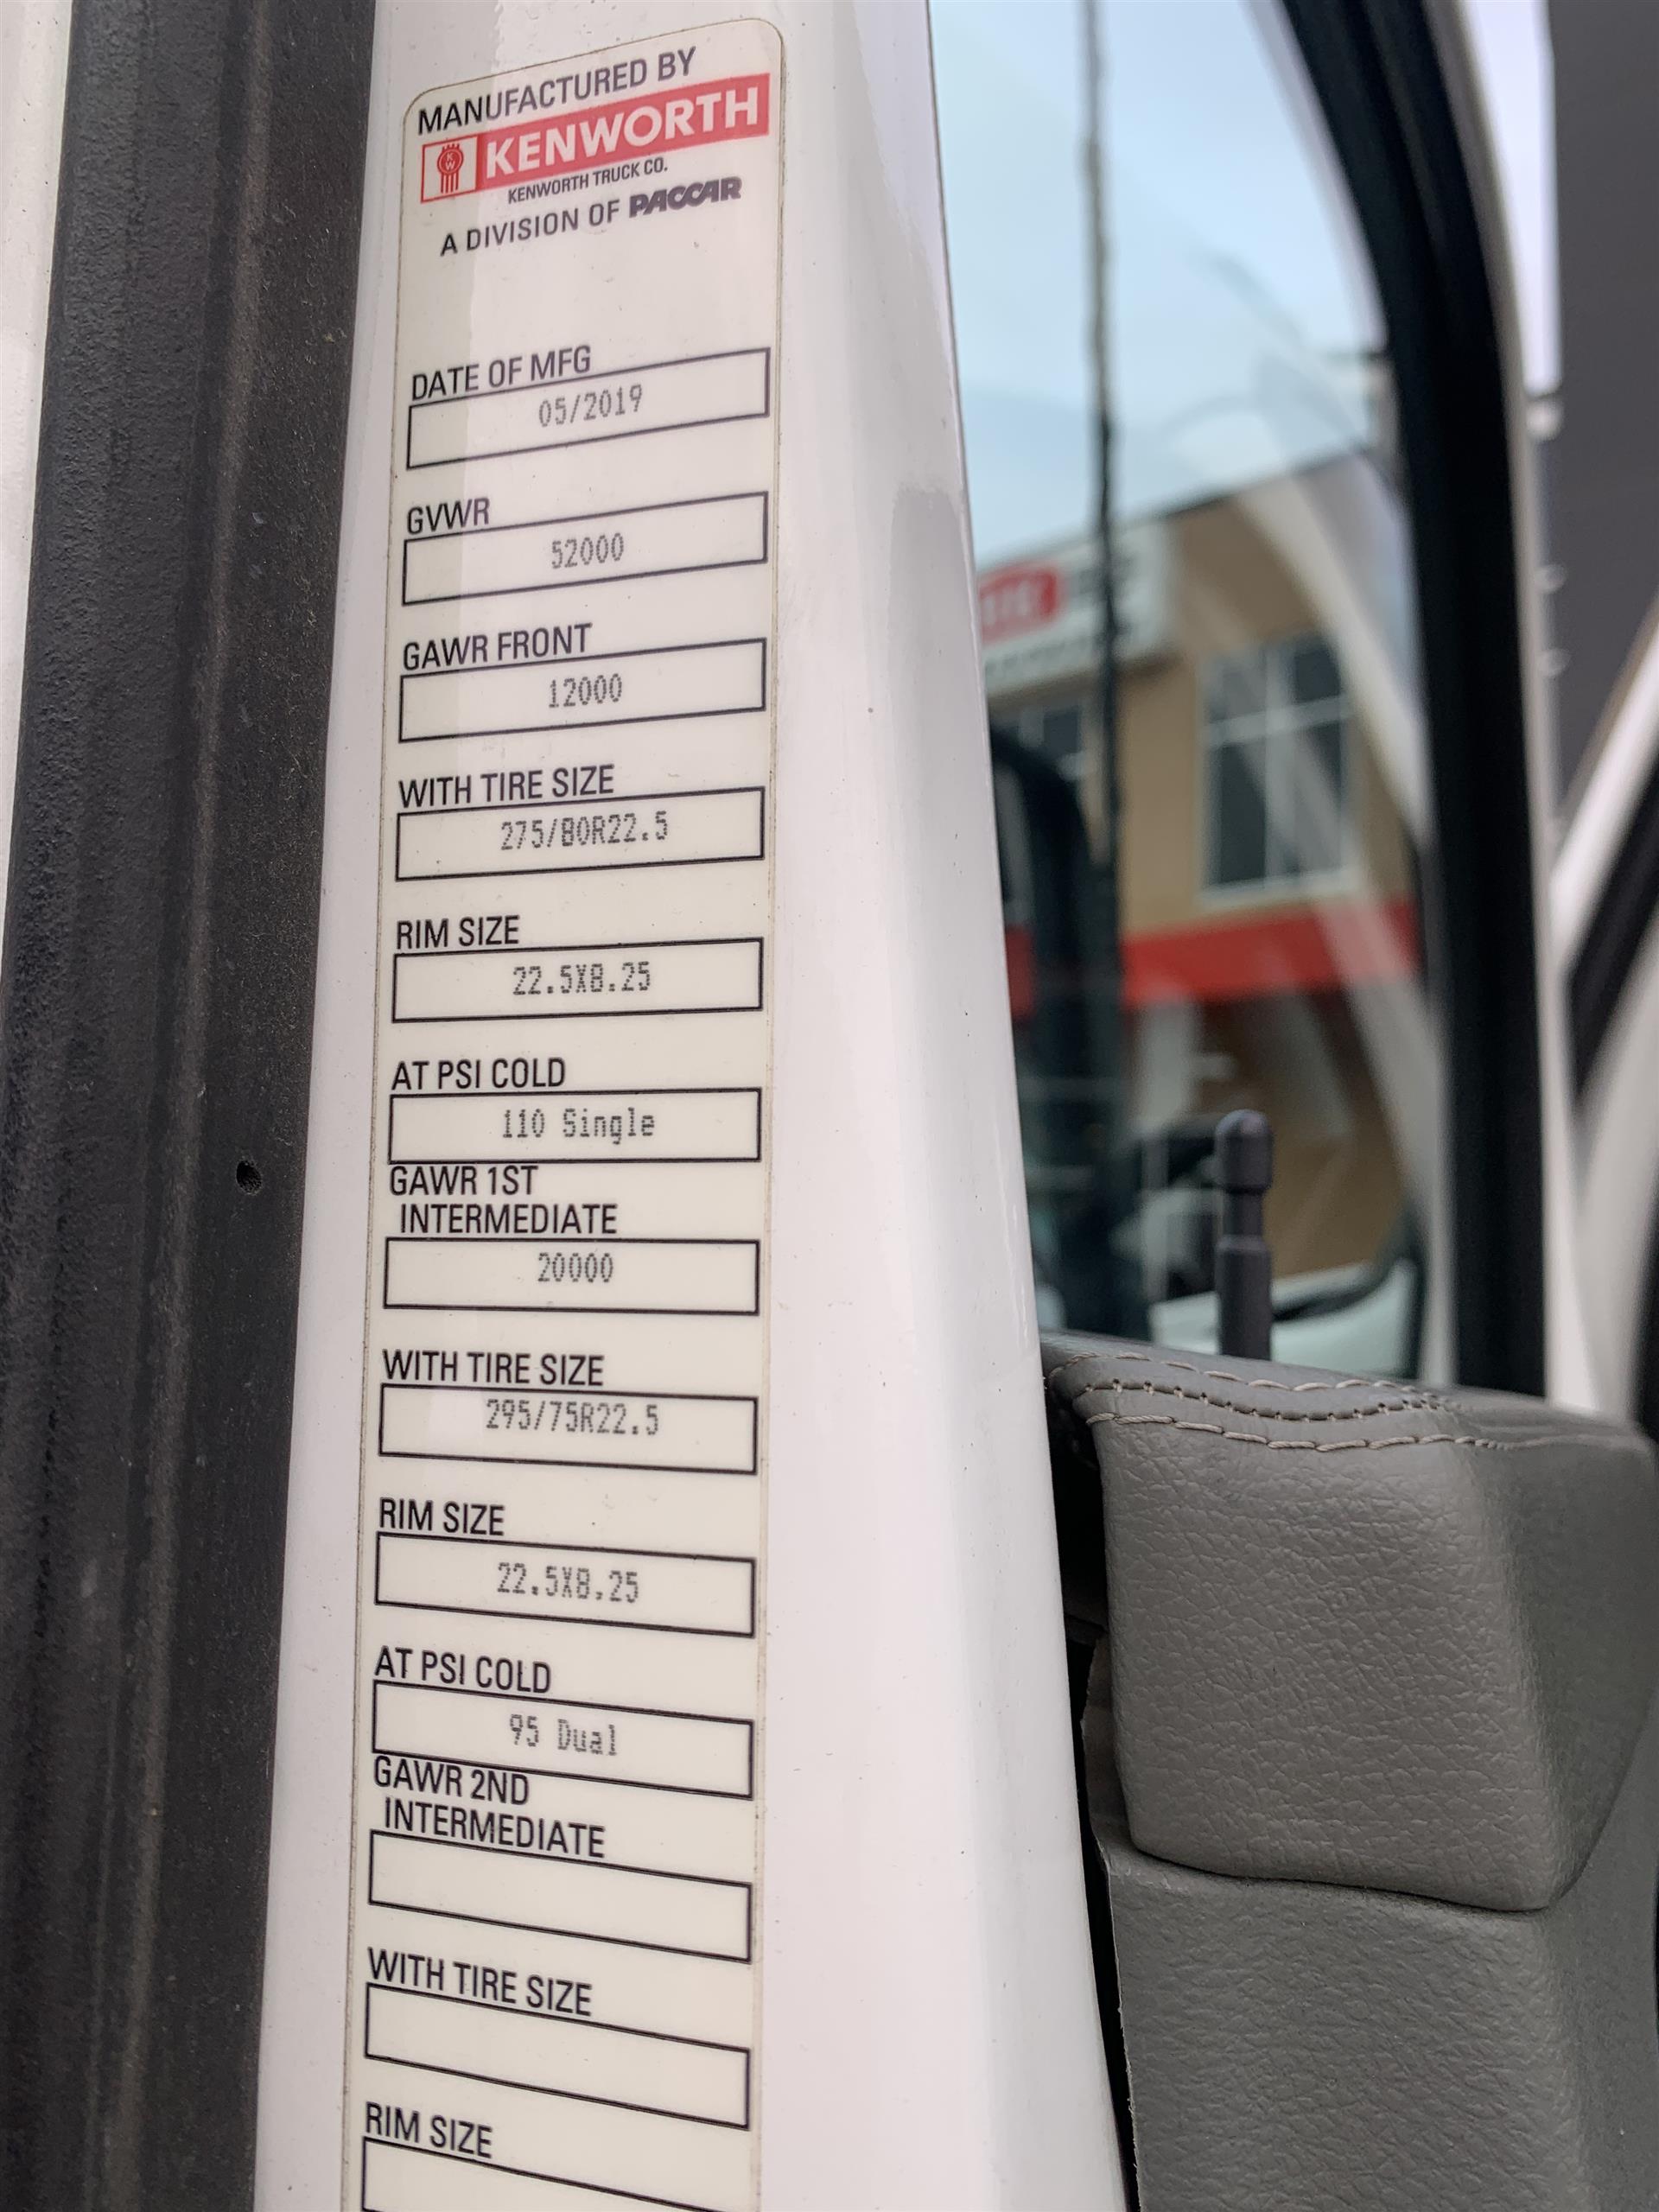 MANUFACTURED BY
KW KENWORTH
KENWORTH TRUCK CO.
A DIVISION OF PACCAR
DATE OF MFG
05/2019
GVWR
52000
GAWR FRONT
12000
WITH TIRE SIZE
275/80R22.5
RIM SIZE
22.5X8.25
AT PSI COLD
110 Single
GAWR 1ST
INTERMEDIATE
20000
WITH TIRE SIZE
295/75R22.5
RIM SIZE
22.5X8.25
AT PSI COLD
95 Dual
GAWR 2ND
INTERMEDIATE
WITH TIRE SIZE
RIM SIZE